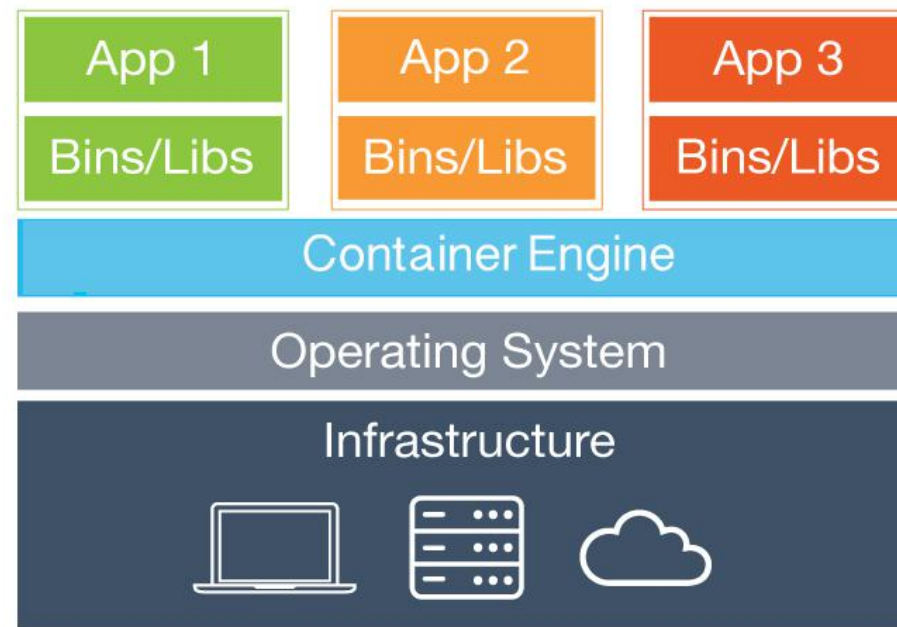 App 1
App 2
App 3
Bins/Libs
Bins/Libs
Bins/Libs
Container Engine
Operating System
Infrastructure